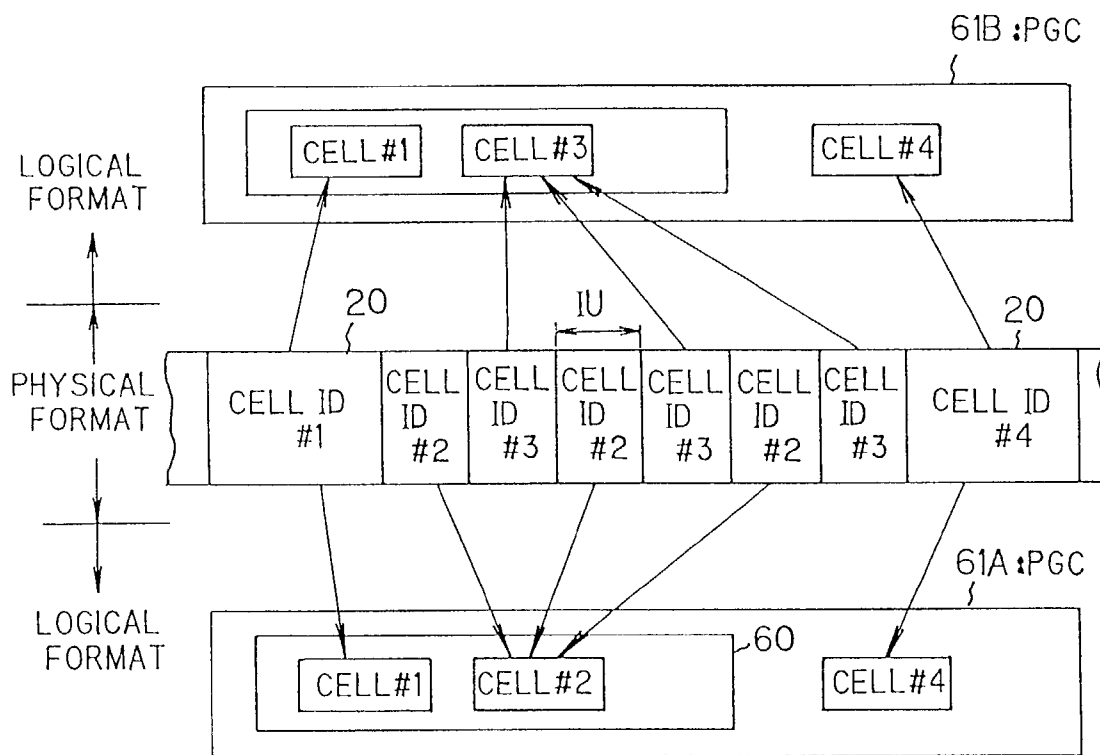 61B :PGC
CELL#1
CELL#3
CELL#4
LOGICAL
FORMAT
20
IU
20
PHYSICAL
FORMAT
CELL ID
#1
CELL
ID
#2
CELL
ID
#3
CELL
ID
#2
CELL
ID
#3
CELL
ID
#2
CELL
ID
#3
CELL ID
#4
61A :PGC
LOGICAL
FORMAT
60
CELL#1
CELL#2
CELL#4